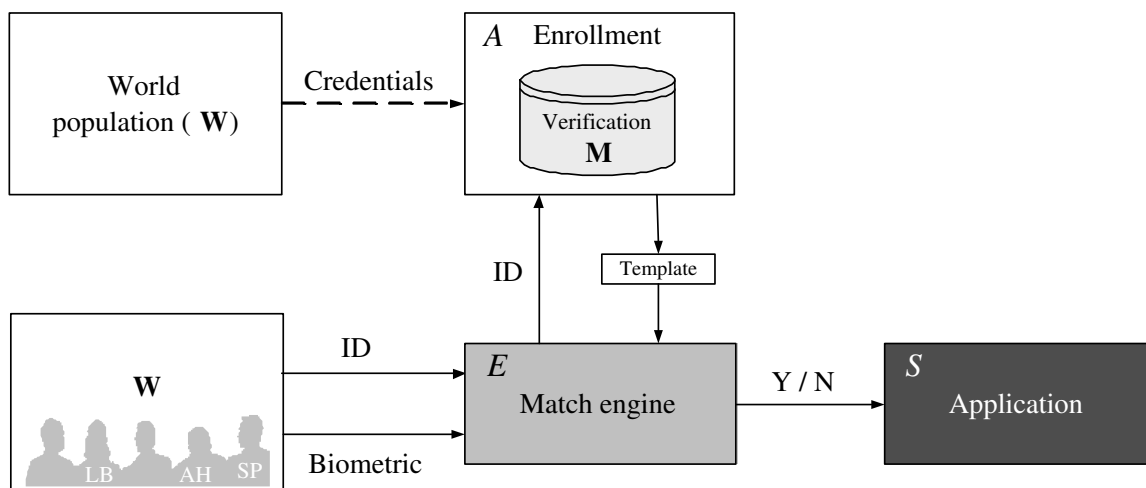 World
population ( W)
Credentials
A
Enrollment
Verification
M
ID
Template
W
LB
AH
SP
ID
Biometric
E
Match engine
Y / N
S
Application